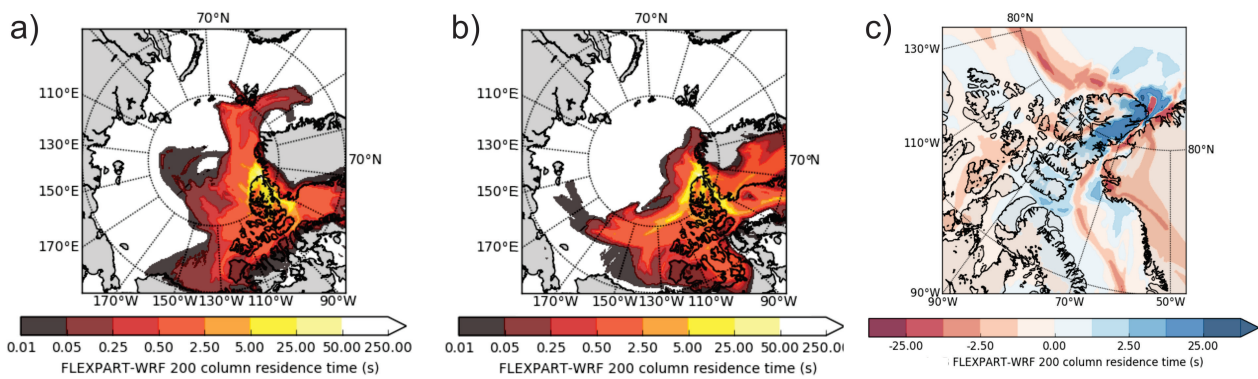 a)
70°N
110°E
130°E
150°E
170°E
70°N
170°W 150°W 130°W 110°W 90°W
0.01 0.05 0.25 0.50 2.50 5.00 25.00 50.00 250.00
FLEXPART-WRF 200 column residence time (s)
b)
70°N
110°E
130°E
150°E
170°E
70°N
170°W 150°W 130°W 110°W 90°W
0.01 0.05 0.25 0.50 2.50 5.00 25.00 50.00 250.00
FLEXPART-WRF 200 column residence time (s)
c)
80°N
130°W
110°W
80°N
90°W 70°W 50°W
-25.00 -2.50 0.00 2.50 25.00
FLEXPART-WRF 200 column residence time (s)